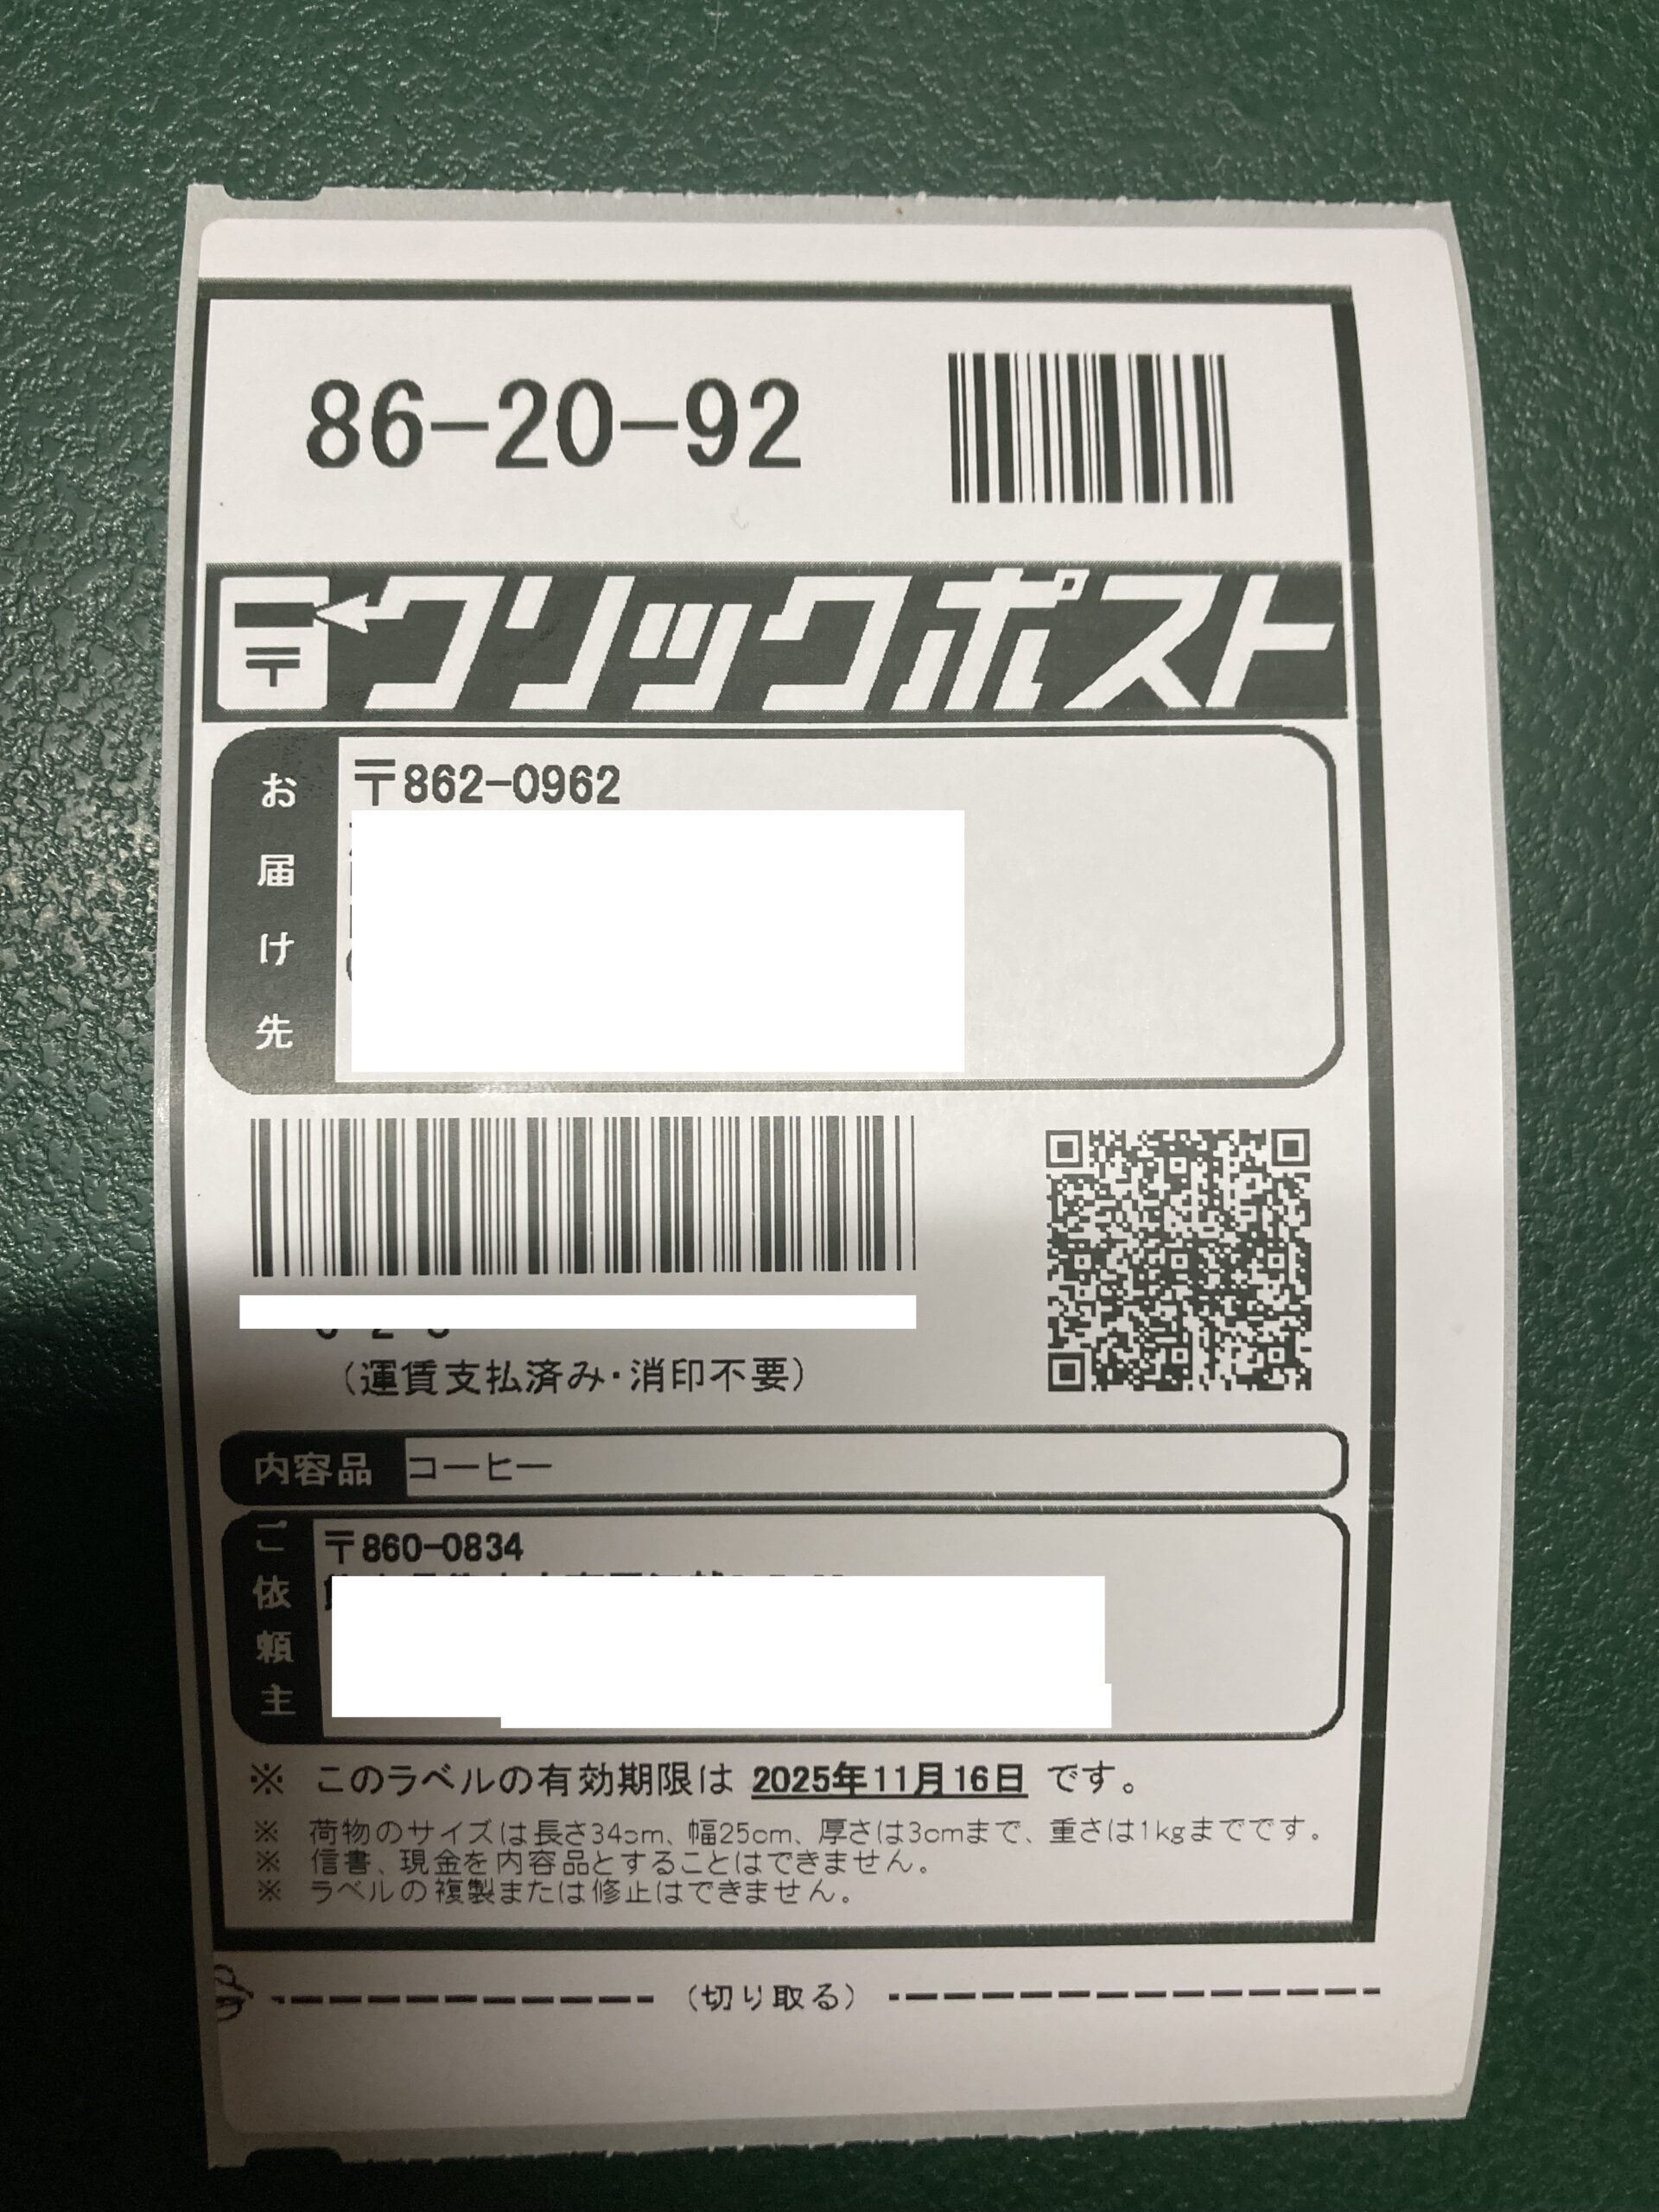 86-20-92
クリックポスト
お届け先
〒862-0962
(運賃支払済み・消印不要)
内容品 コーヒー
ご依頼主
〒860-0834
※ このラベルの有効期限は 2025年11月16日 です。
※ 荷物のサイズは長さ34cm、幅25cm、厚さは3cmまで、重さは1kgまでです。
※ 信書、現金を内容品とすることはできません。
※ ラベルの複製または修正はできません。
(切り取る)